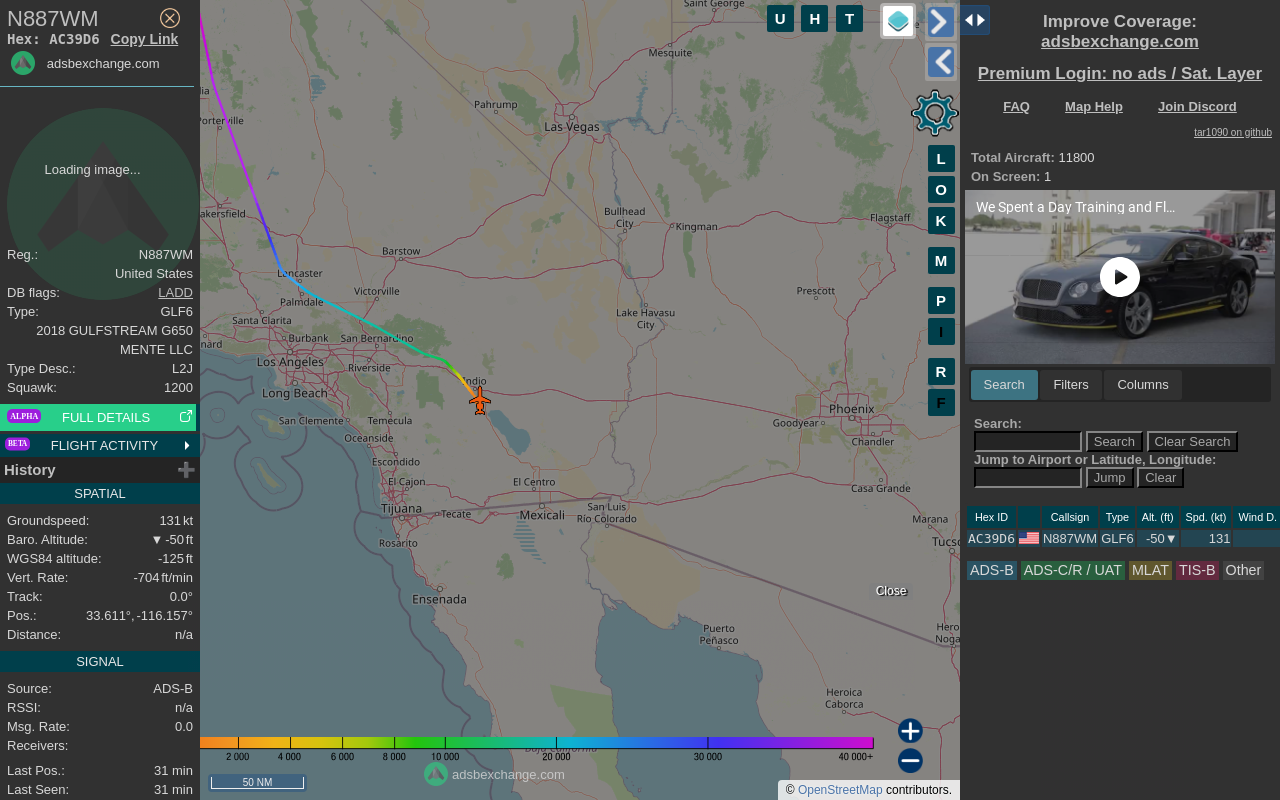 N887WM
Hex: AC39D6 Copy Link
adsbexchange.com
Loading image...
Reg.: N887WM
United States
DB flags: LADD
Type: GLF6
2018 GULFSTREAM G650
MENTE LLC
Type Desc.: L2J
Squawk: 1200
ALPHA FULL DETAILS
BETA FLIGHT ACTIVITY
History
SPATIAL
Groundspeed: 131 kt
Baro. Altitude: ▼ -50 ft
WGS84 altitude: -125 ft
Vert. Rate: -704 ft/min
Track: 0.0°
Pos.: 33.611°, -116.157°
Distance: n/a
SIGNAL
Source: ADS-B
RSSI: n/a
Msg. Rate: 0.0
Receivers:
Last Pos.: 31 min
Last Seen: 31 min
Saint George
Mesquite
Pahrump
Las Vegas
lia
Porterville
akersfield
Bullhead
City
Kingman
Flagstaff
Barstow
Lancaster
Palmdale
Victorville
Prescott
Santa Clarita
Lake Havasu
City
nard
Burbank
San Bernardino
Los Angeles
Riverside
Indio
Long Beach
Phoenix
San Clemente
Temecula
Goodyear
Oceanside
Chandler
Escondido
El Cajon
El Centro
Casa Grande
Tijuana
Tecate
Mexicali
San Luis
Río Colorado
Marana
Rosarito
Tucso
Ensenada
Close
Puerto
Peñasco
Hero
Noga
Heroica
Caborca
Baja California
2 000 4 000 6 000 8 000 10 000 20 000 30 000 40 000+
adsbexchange.com
50 NM
© OpenStreetMap contributors.
U H T
L
O
K
M
P
I
R
F
Improve Coverage:
adsbexchange.com
Premium Login: no ads / Sat. Layer
FAQ Map Help Join Discord
tar1090 on github
Total Aircraft: 11800
On Screen: 1
We Spent a Day Training and Fl...
Search Filters Columns
Search:
Search Clear Search
Jump to Airport or Latitude, Longitude:
Jump Clear
Hex ID Callsign Type Alt. (ft) Spd. (kt) Wind D.
AC39D6 N887WM GLF6 -50▼ 131
ADS-B ADS-C/R / UAT MLAT TIS-B Other